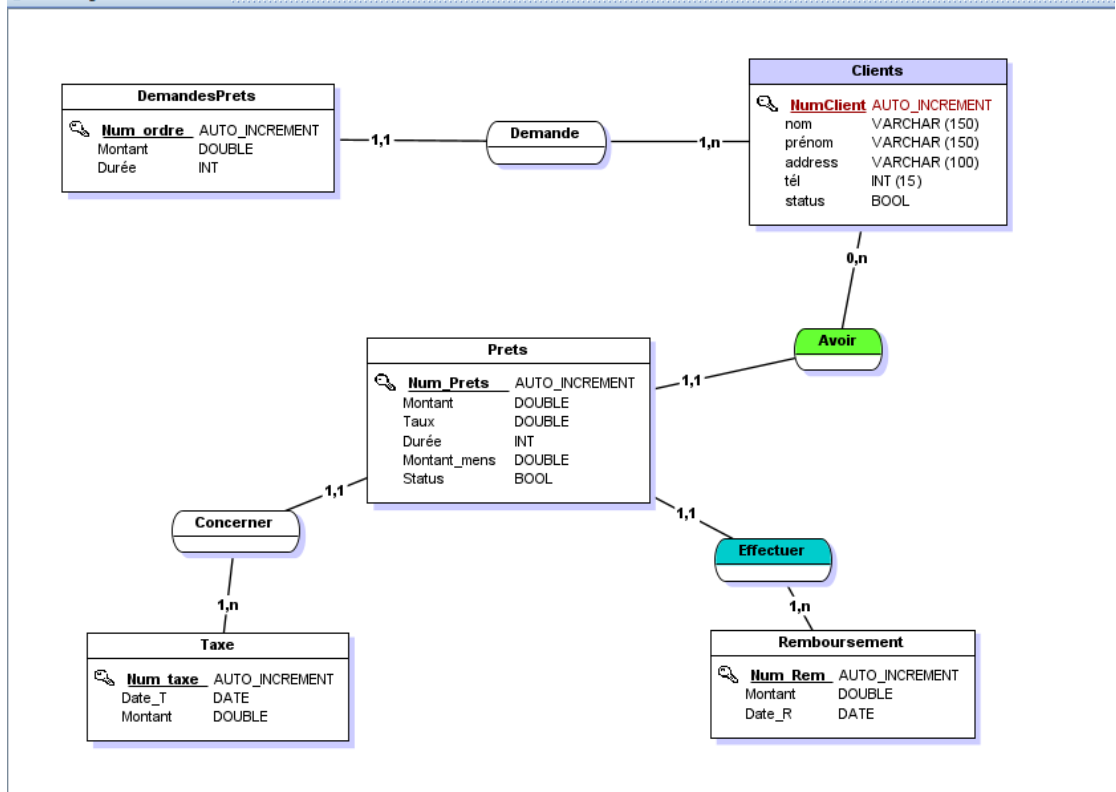 DemandesPrets
Num_ordre AUTO_INCREMENT
Montant DOUBLE
Durée INT
1,1
Demande
1,n
Clients
NumClient AUTO_INCREMENT
nom VARCHAR (150)
prénom VARCHAR (150)
address VARCHAR (100)
tél INT (15)
status BOOL
0,n
Avoir
1,1
Prets
Num_Prets AUTO_INCREMENT
Montant DOUBLE
Taux DOUBLE
Durée INT
Montant_mens DOUBLE
Status BOOL
1,1
Concerner
1,n
1,1
Effectuer
1,n
Taxe
Num_taxe AUTO_INCREMENT
Date_T DATE
Montant DOUBLE
Remboursement
Num_Rem AUTO_INCREMENT
Montant DOUBLE
Date_R DATE